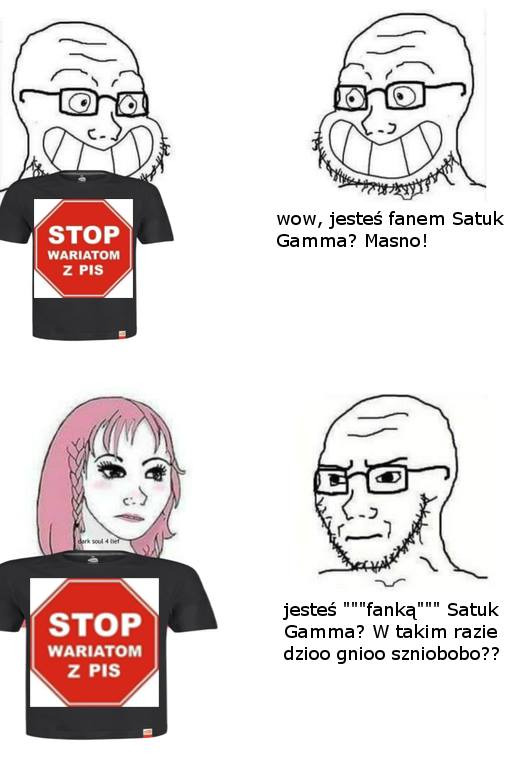 STOP
WARIATOM
Z PIS
wow, jesteś fanem Satuk
Gamma? Masno!
dark soul 4 lief
STOP
WARIATOM
Z PIS
jesteś """fanką""" Satuk
Gamma? W takim razie
dzioo gnioo szniobobo??